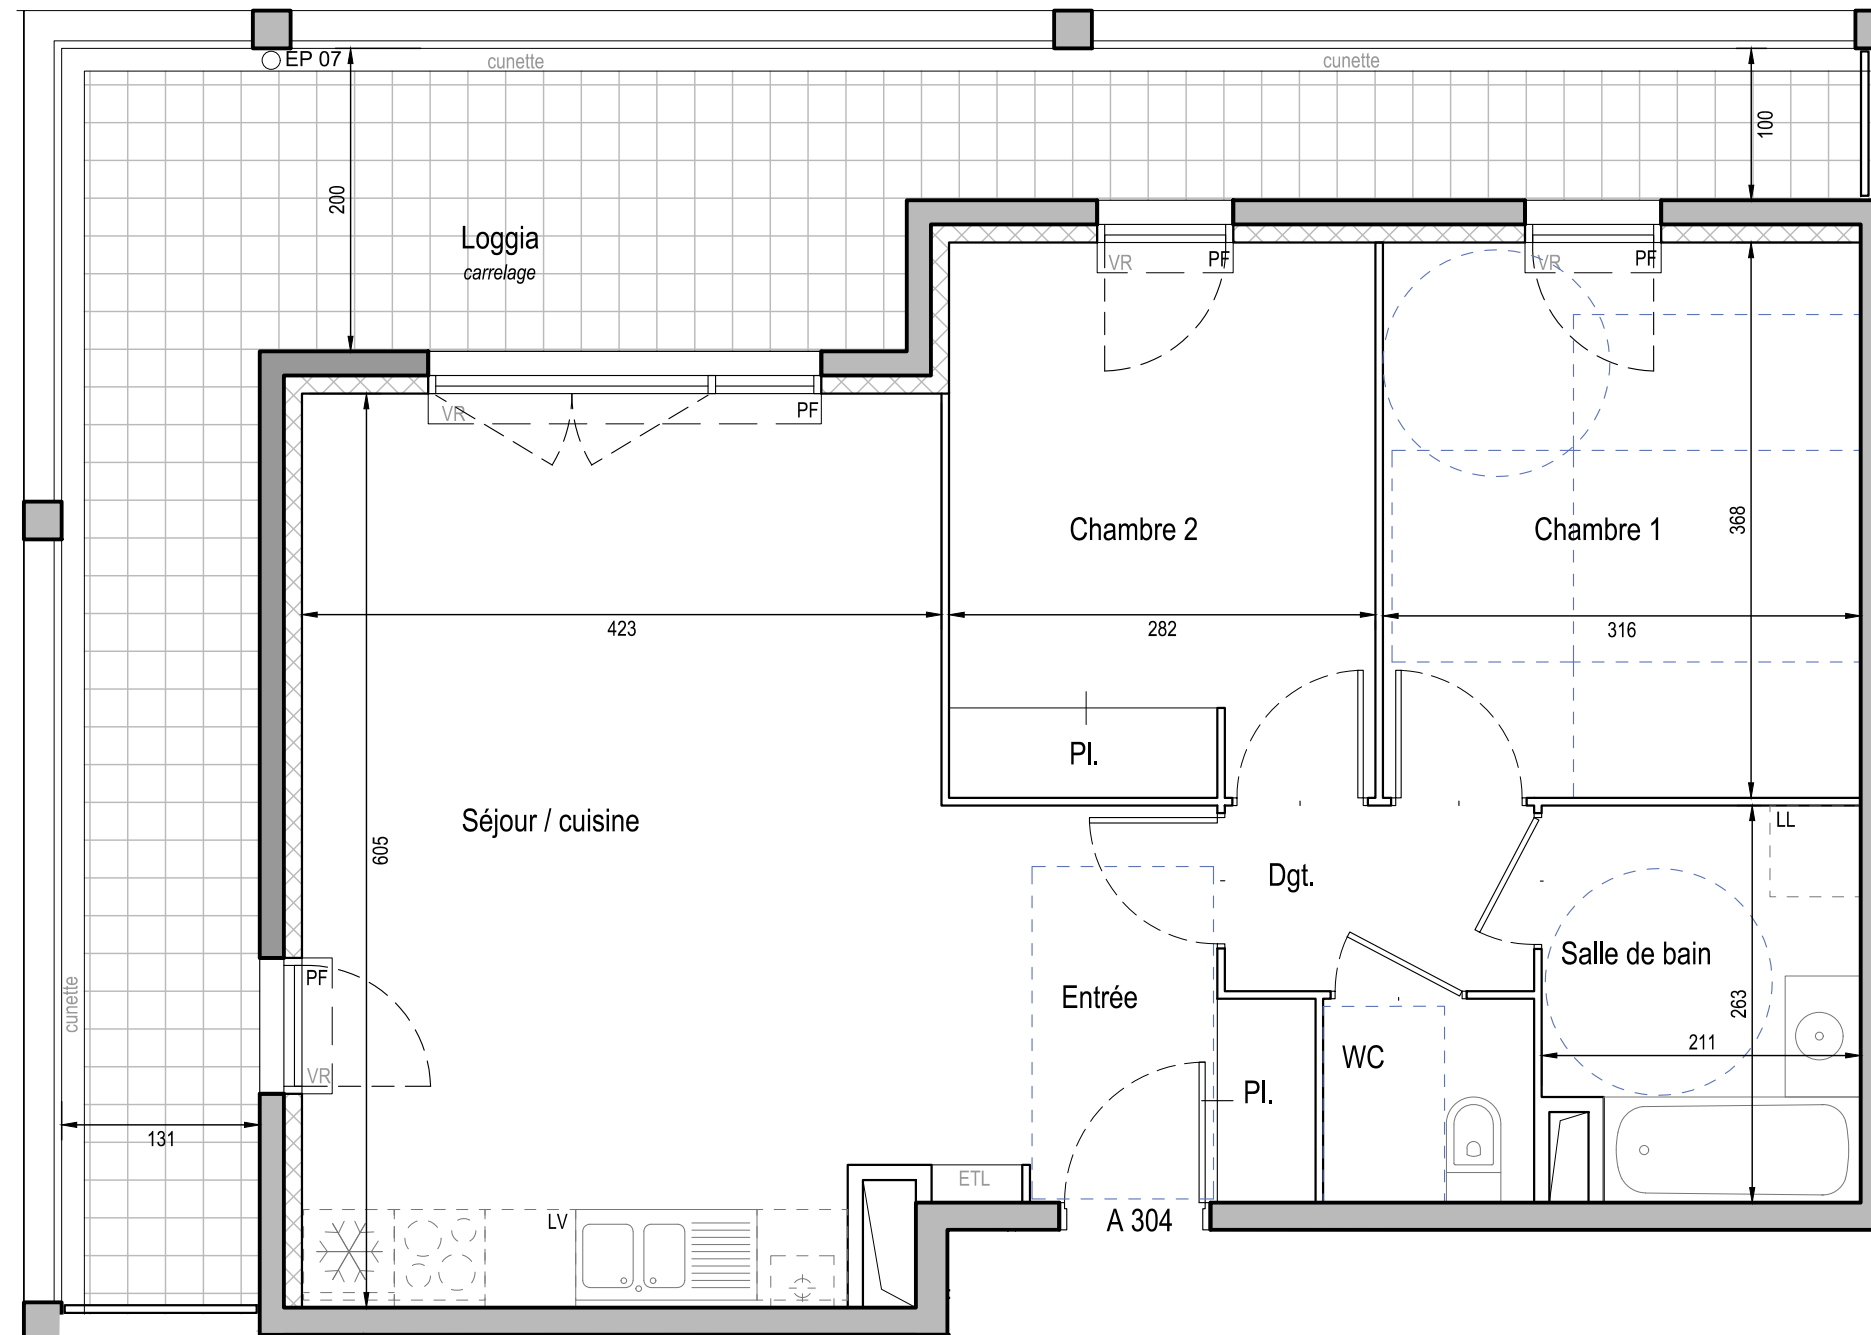 EP 07
cunette
cunette
100
200
Loggia
carrelage
VR
PF
VR
PF
VR
PF
Chambre 2
Chambre 1
368
423
282
316
Pl.
Séjour / cuisine
605
LL
Dgt.
Salle de bain
cunette
PF
Entrée
263
211
WC
VR
Pl.
131
ETL
LV
A 304